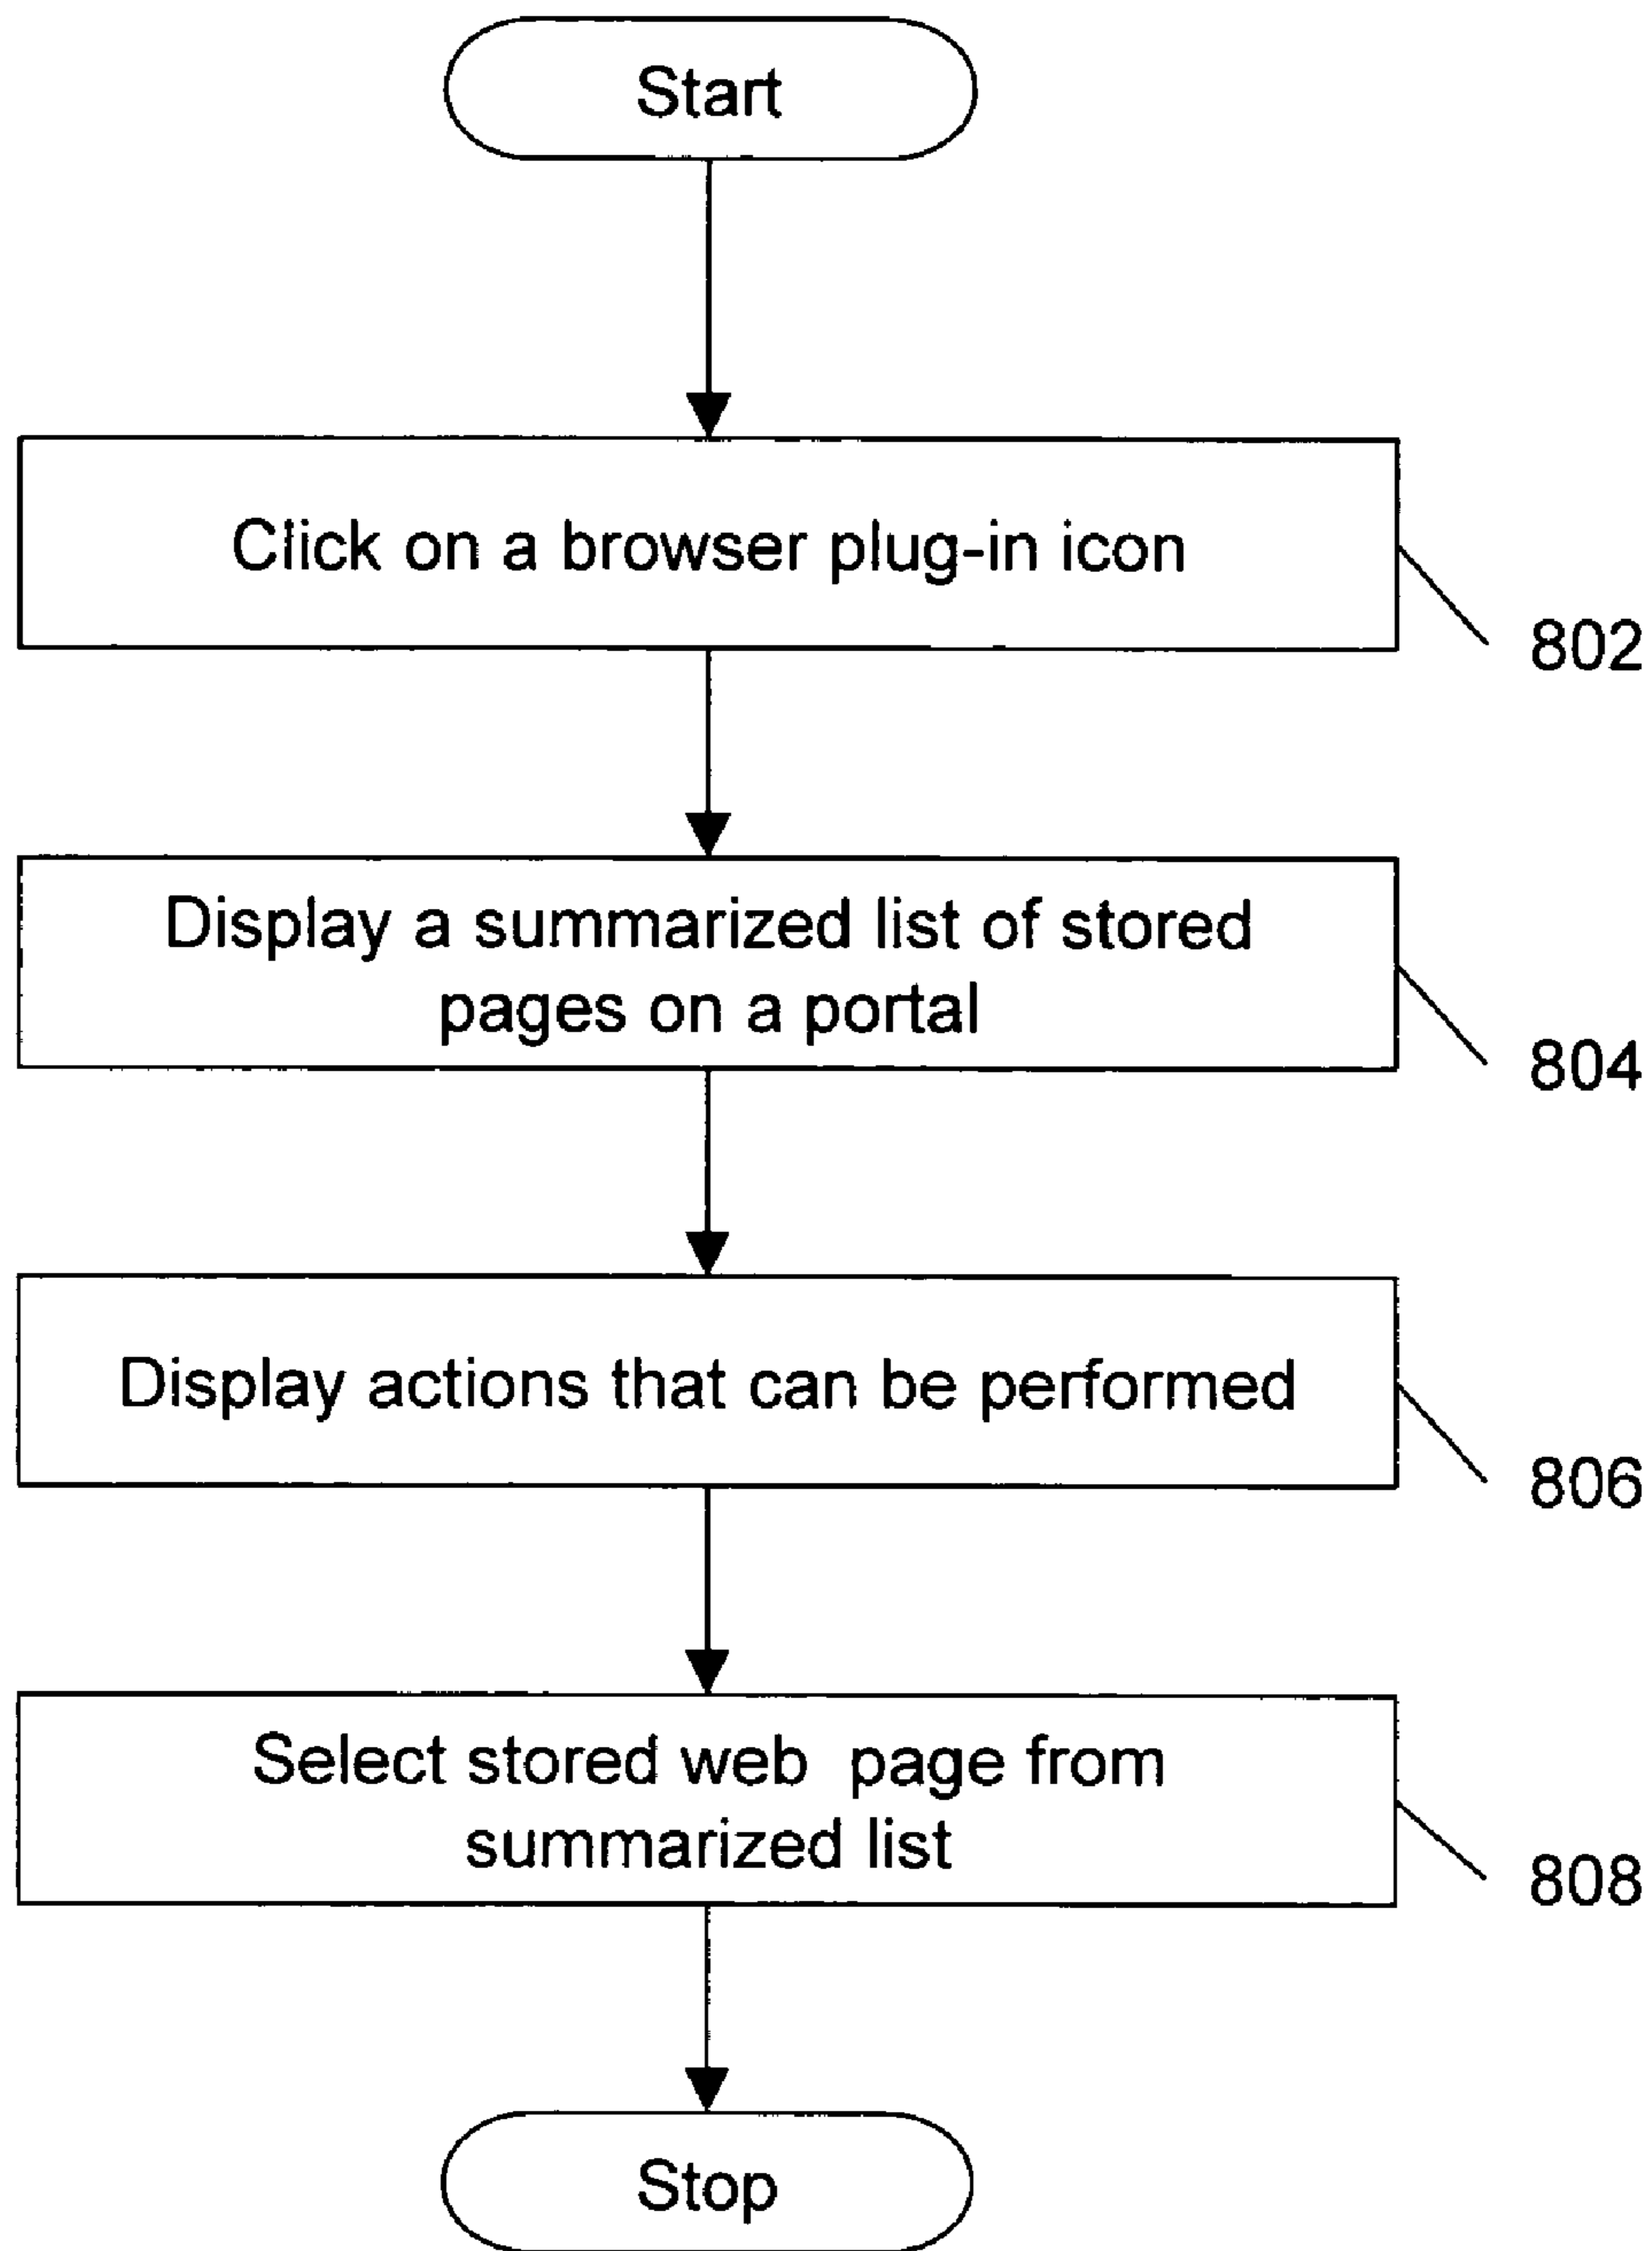 Start
Click on a browser plug-in icon
802
Display a summarized list of stored
pages on a portal
804
Display actions that can be performed
806
Select stored web page from
summarized list
808
Stop